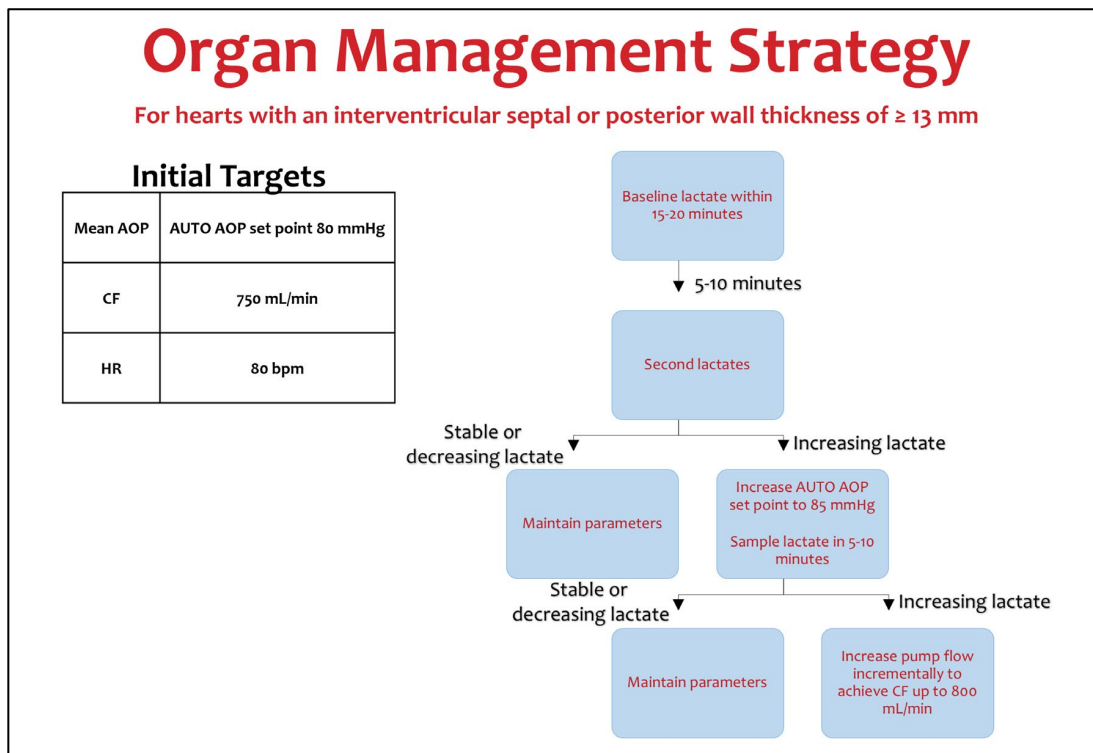 Organ Management Strategy
For hearts with an interventricular septal or posterior wall thickness of ≥ 13 mm
Initial Targets
Mean AOP
AUTO AOP set point 80 mmHg
CF
750 mL/min
HR
80 bpm
Baseline lactate within
15-20 minutes
5-10 minutes
Second lactates
Stable or
decreasing lactate
Increasing lactate
Maintain parameters
Increase AUTO AOP
set point to 85 mmHg
Sample lactate in 5-10
minutes
Stable or
decreasing lactate
Increasing lactate
Maintain parameters
Increase pump flow
incrementally to
achieve CF up to 800
mL/min